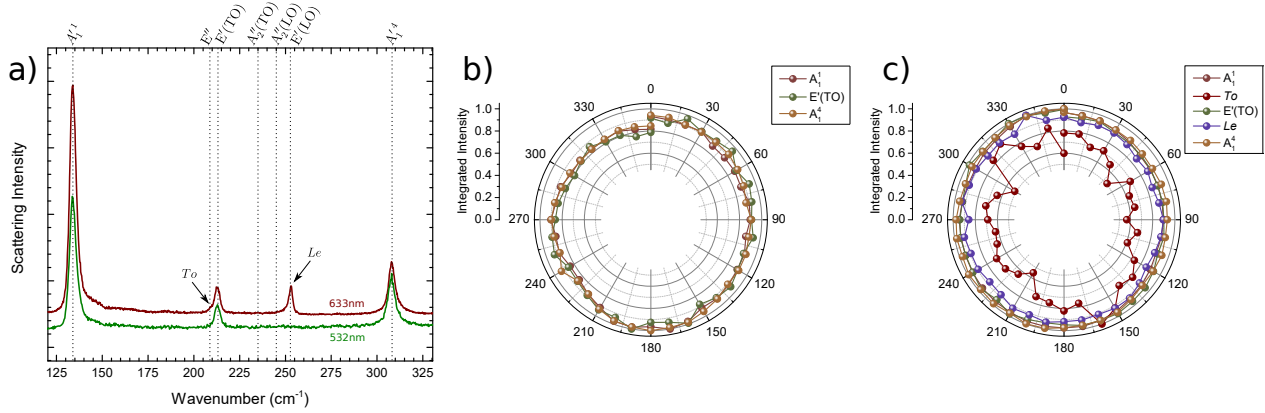 a)
A₁′¹
E″
E′(TO)
A₂″(TO)
A₂″(LO)
E′(LO)
A₁′⁴
Scattering Intensity
To
Le
633nm
532nm
125 150 175 200 225 250 275 300 325
Wavenumber (cm⁻¹)
b)
A₁¹
E'(TO)
A₁⁴
Integrated Intensity
1.0
0.8
0.6
0.4
0.2
0.0
0
30
60
90
120
150
180
210
240
270
300
330
c)
A₁¹
To
E'(TO)
Le
A₁⁴
Integrated Intensity
1.0
0.8
0.6
0.4
0.2
0.0
0
30
60
90
120
150
180
210
240
270
300
330